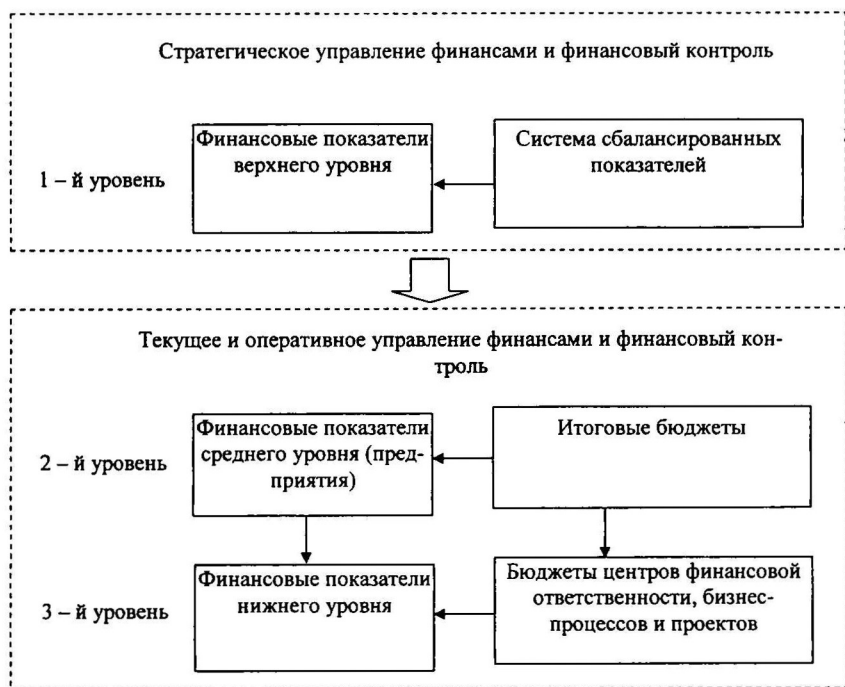 Стратегическое управление финансами и финансовый контроль
Финансовые показатели
верхнего уровня
Система сбалансированных
показателей
1 – й уровень
Текущее и оперативное управление финансами и финансовый кон-
троль
Финансовые показатели
среднего уровня (пред-
приятия)
Итоговые бюджеты
2 – й уровень
Финансовые показатели
нижнего уровня
Бюджеты центров финансовой
ответственности, бизнес-
процессов и проектов
3 – й уровень